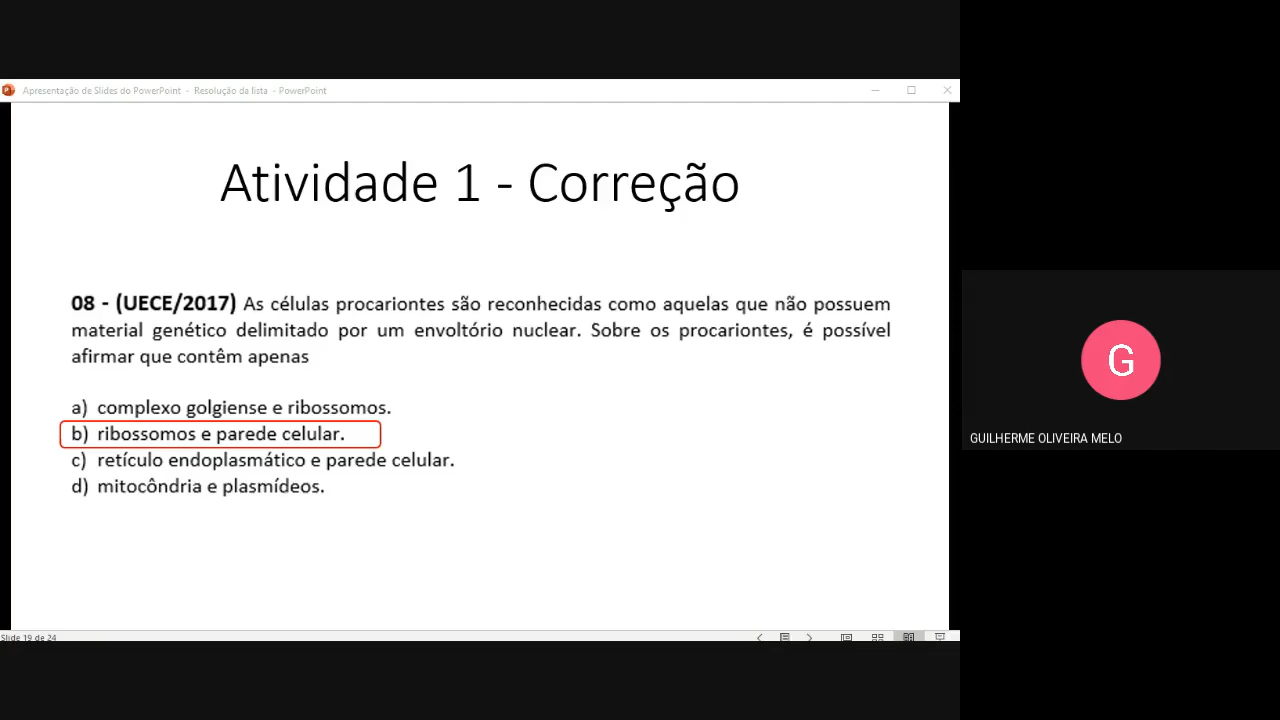 Apresentação de Slides do PowerPoint - Resolução da lista - PowerPoint
Atividade 1 - Correção
08 - (UECE/2017) As células procariontes são reconhecidas como aquelas que não possuem
material genético delimitado por um envoltório nuclear. Sobre os procariontes, é possível
afirmar que contêm apenas
a) complexo golgiense e ribossomos.
b) ribossomos e parede celular.
c) retículo endoplasmático e parede celular.
d) mitocôndria e plasmídeos.
Slide 19 de 24
G
GUILHERME OLIVEIRA MELO